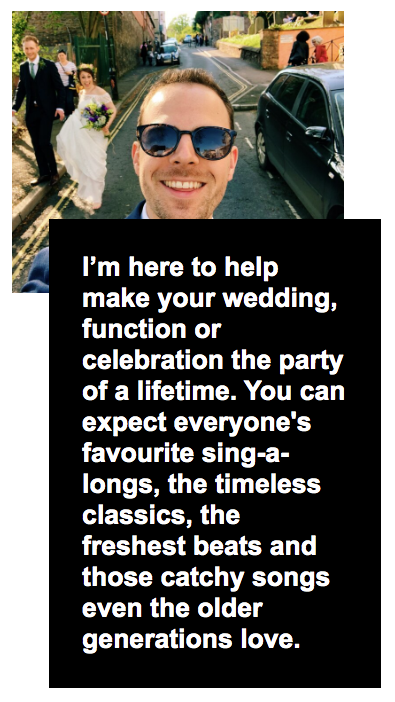 I’m here to help
make your wedding,
function or
celebration the party
of a lifetime. You can
expect everyone's
favourite sing-a-
longs, the timeless
classics, the
freshest beats and
those catchy songs
even the older
generations love.